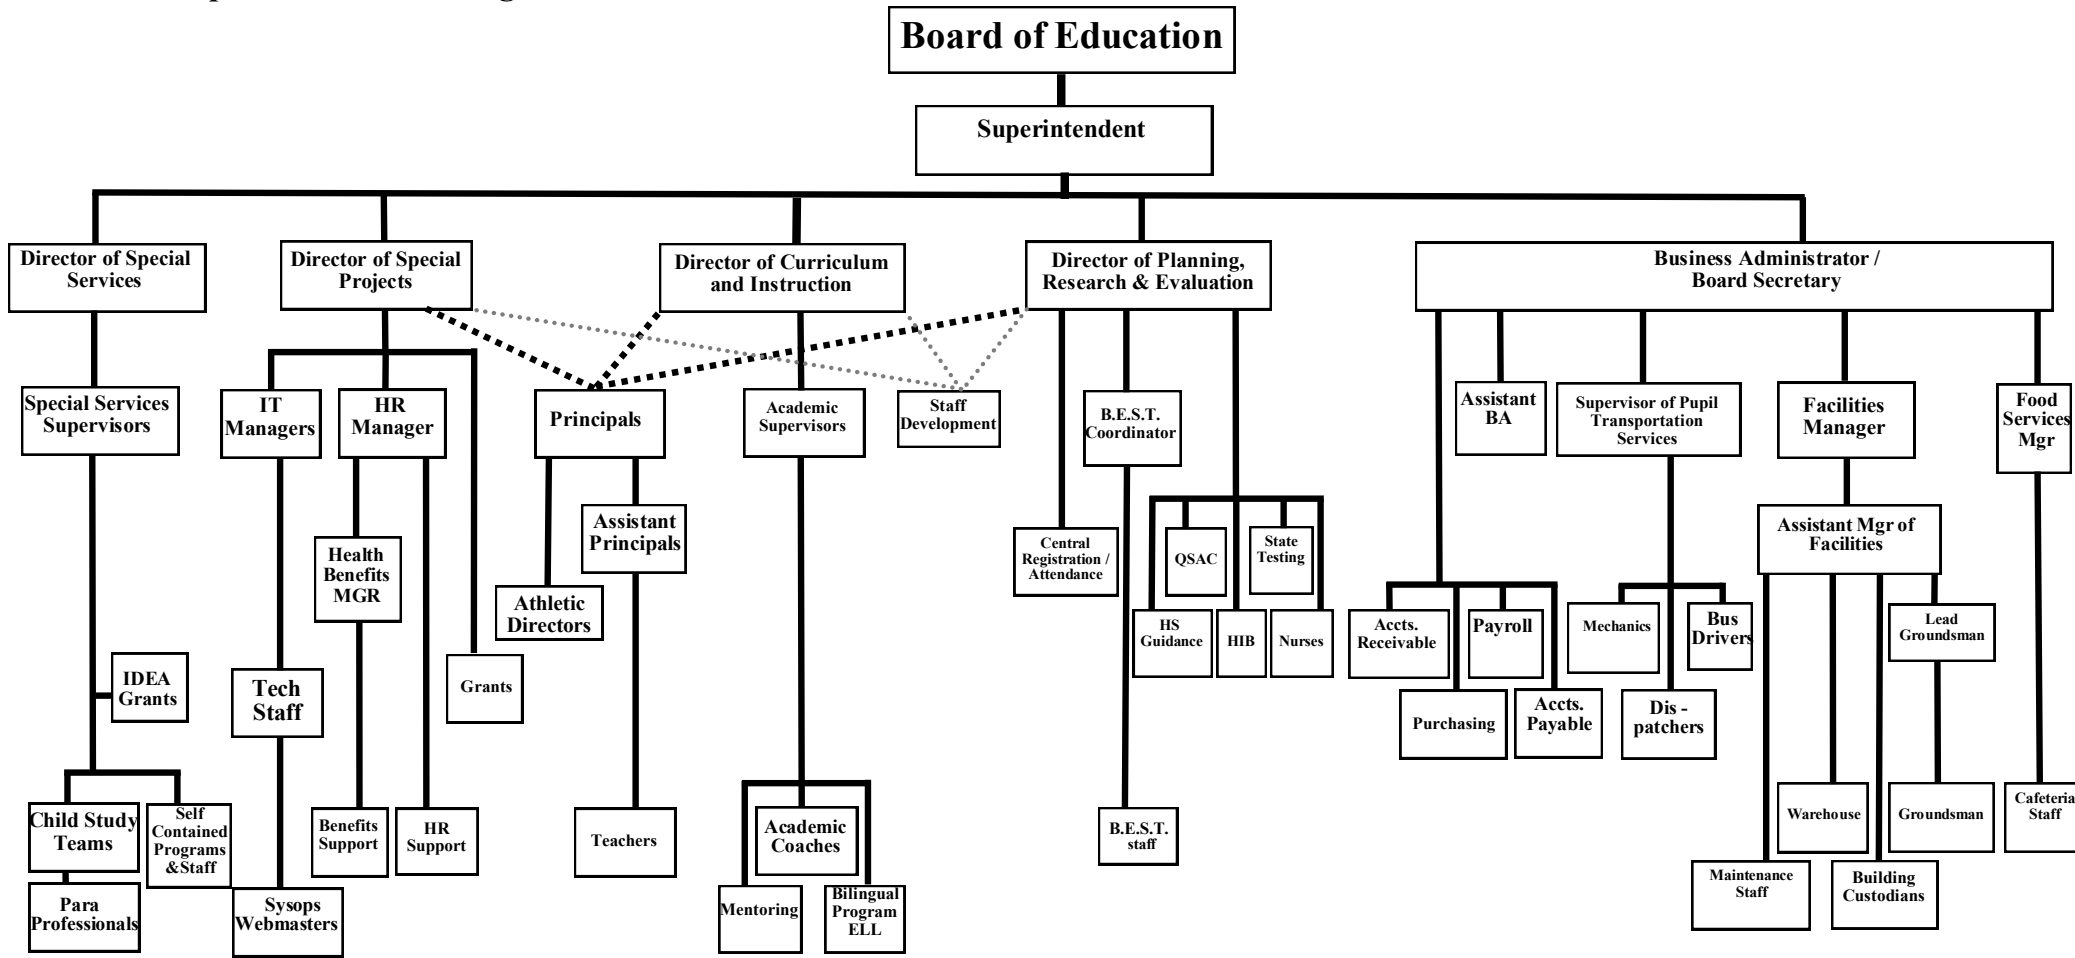 Board of Education
Superintendent
Director of Special
Services
Director of Special
Projects
Director of Curriculum
and Instruction
Director of Planning,
Research & Evaluation
Business Administrator /
Board Secretary
Special Services
Supervisors
IT
Managers
HR
Manager
Principals
Academic
Supervisors
Staff
Development
B.E.S.T.
Coordinator
Assistant
BA
Supervisor of Pupil
Transportation
Services
Facilities
Manager
Food
Services
Mgr
Health
Benefits
MGR
Assistant
Principals
Athletic
Directors
Central
Registration /
Attendance
QSAC
State
Testing
HS
Guidance
HIB
Nurses
Assistant Mgr of
Facilities
Accts.
Receivable
Payroll
Mechanics
Bus
Drivers
Lead
Groundsman
IDEA
Grants
Tech
Staff
Grants
Purchasing
Accts.
Payable
Dis -
patchers
Child Study
Teams
Self
Contained
Programs
&Staff
Benefits
Support
HR
Support
Teachers
Academic
Coaches
B.E.S.T.
staff
Warehouse
Groundsman
Cafeteria
Staff
Para
Professionals
Sysops
Webmasters
Mentoring
Bilingual
Program
ELL
Maintenance
Staff
Building
Custodians